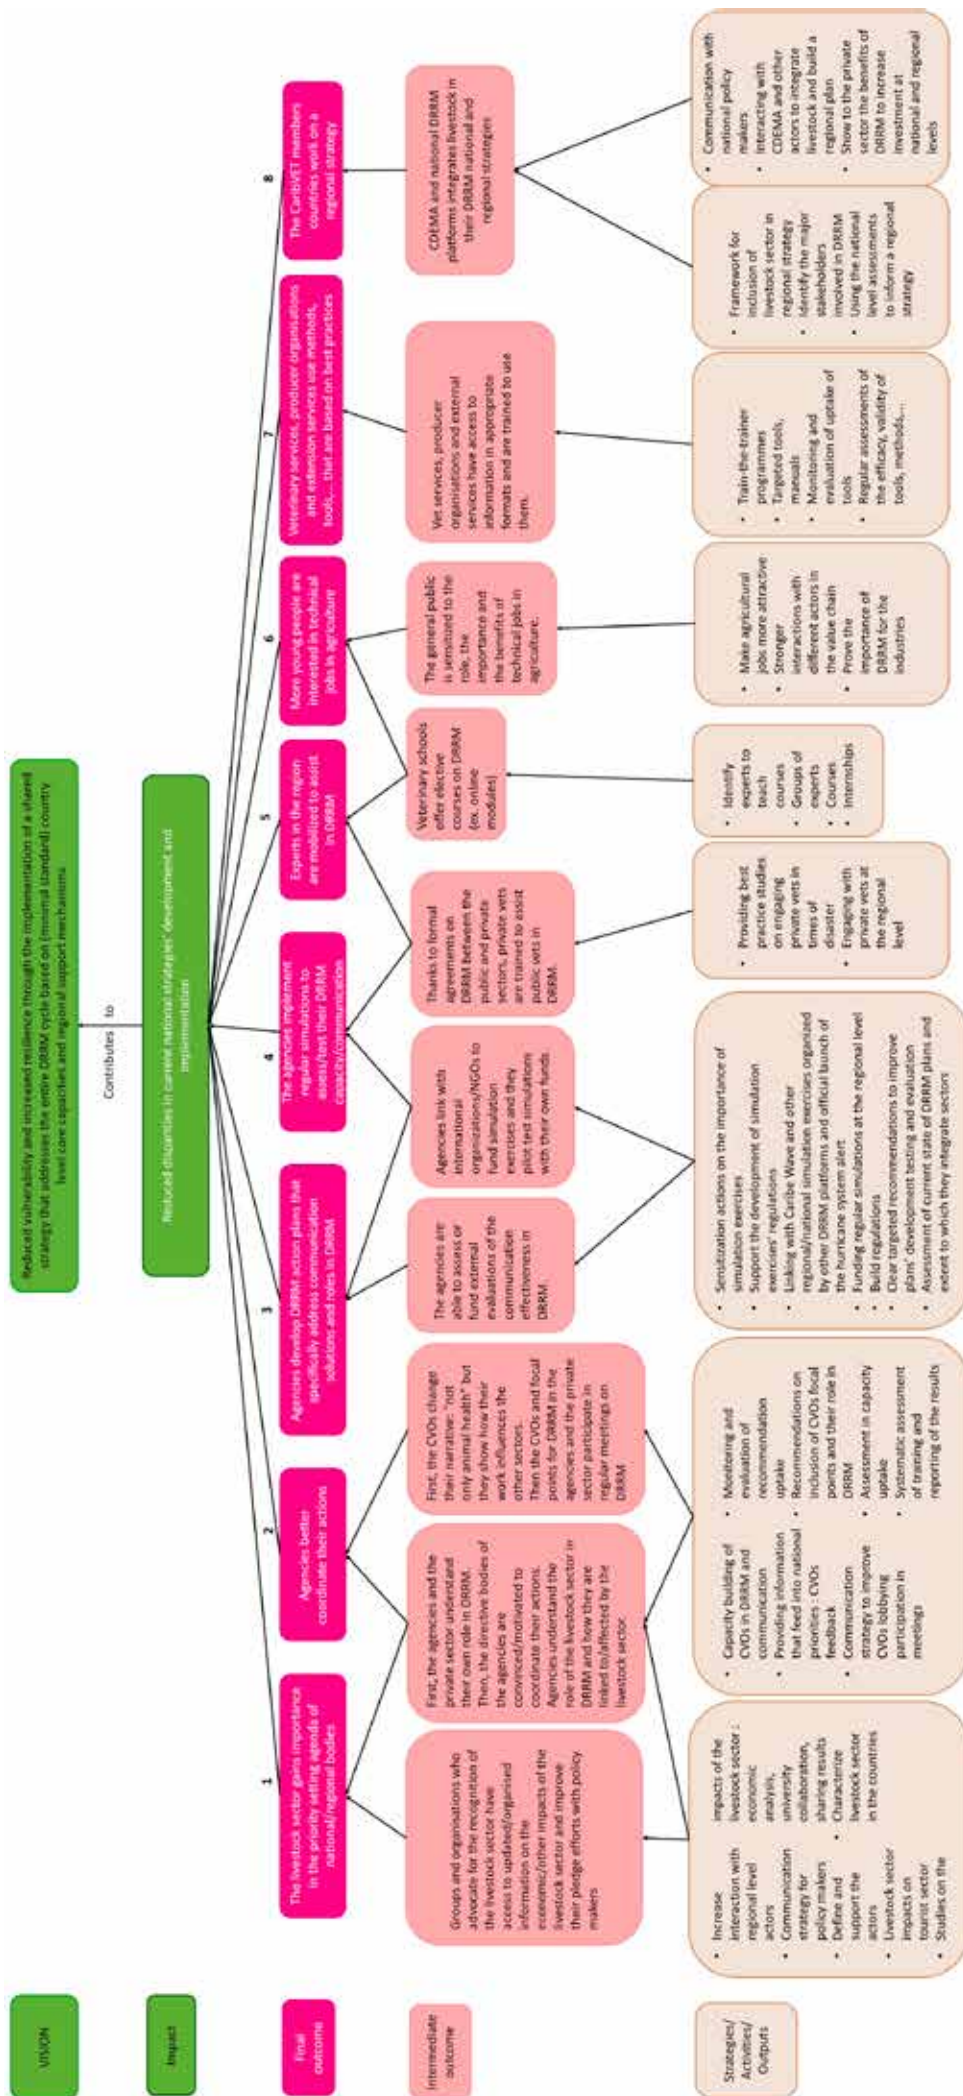 VISION
Reduced vulnerability and increased resilience through the implementation of a shared
strategy that addresses the entire DRRM cycle based on (minimal standard) country
level core capacities and regional support mechanisms
Contributes to
Impact
Reduced disparities in current national strategies' development and
implementation
Final
outcome
1
The livestock sector gains importance
in the priority setting agenda of
national/regional bodies
2
Agencies better
coordinate their actions
3
Agencies develop DRRM action plans that
specifically address communication
solutions and roles in DRRM
4
The agencies implement
regular simulations to
assess/test their DRRM
capacity/communication
5
Experts in the region
are mobilized to assist
in DRRM
6
More young people are
interested in technical
jobs in agriculture
7
Veterinary services, producer organisations
and extension services use methods,
tools,... that are based on best practices
8
The CaribVET members
countries work on a
regional strategy
Intermediate
outcome
Groups and organisations who
advocate for the recognition of
the livestock sector have
access to updated/organised
information on the
economic/other impacts of the
livestock sector and improve
their pledge efforts with policy
makers
First, the agencies and the
private sector understand
their own role in DRRM.
Then, the directive bodies of
the agencies are
convinced/motivated to
coordinate their actions.
Agencies understand the
role of the livestock sector in
DRRM and how they are
linked to/affected by the
livestock sector
First, the CVOs change
their narrative: "not
only animal health" but
they show how their
work influences the
other sectors.
Then the CVOs and focal
points for DRRM in the
agencies and the private
sector participate in
regular meetings on
DRRM
The agencies are
able to assess or
fund external
evaluations of the
communication
effectiveness in
DRRM
Agencies link with
international
organizations/NGOs to
fund simulation
exercises and they
pilot test simulations
with their own funds.
Thanks to formal
agreements on
DRRM between the
public and private
sectors, private vets
are trained to assist
public vets in
DRRM.
Veterinary schools
offer elective
courses on DRRM
(ex. online
modules)
The general public
is sensitized to the
role, the
importance and
the benefits of
technical jobs in
agriculture.
Vet services, producer
organisations and external
services have access to
information in appropriate
formats and are trained to use
them.
CDEMA and national DRRM
platforms integrates livestock in
their DRRM national and
regional strategies
Strategies/
Activities/
Outputs
• Increase
interaction with
regional level
actors
• Communication
strategy for
policy makers
• Define and
support the
actors
• Livestock sector
impacts on
tourist sector
• Studies on the
impacts of the
livestock sector :
economic
analysis,
university
collaboration,
sharing results
• Characterize
livestock sector
in the countries
• Capacity building of
CVOs in DRRM and
communication
• Providing information
that feed into national
priorities : CVOs
feedback
• Communication
strategy to improve
CVOs lobbying
participation in
meetings
• Monitoring and
evaluation of
recommendation
uptake
• Recommendations on
inclusion of CVOs focal
points and their role in
DRRM
• Assessment in capacity
uptake
• Systematic assessment
of training and
reporting of the results
• Sensitization actions on the importance of
simulation exercises
• Support the development of simulation
exercises' regulations
• Linking with Caribe Wave and other
regional/national simulation exercises organized
by other DRRM platforms and official bunch of
the hurricane system alert
• Funding regular simulations at the regional level
• Build regulations
• Clear targeted recommendations to improve
plans' development testing and evaluation
• Assessment of current state of DRRM plans and
extent to which they integrate sectors
• Providing best
practice studies
on engaging
private vets in
times of
disaster
• Engaging with
private vets at
the regional
level
• Identify
experts to
teach
courses
• Groups of
experts
• Courses
• Internships
• Make agricultural
jobs more attractive
• Stronger
interactions with
different actors in
the value chain
• Prove the
importance of
DRRM for the
industries
• Train-the-trainer
programmes
• Targeted tools,
manuals
• Monitoring and
evaluation of uptake of
tools
• Regular assessments of
the efficacy, validity of
tools, methods,...
• Framework for
inclusion of
livestock sector in
regional strategy
• Identify the major
stakeholders
involved in DRRM
• Using the national
level assessments
to inform a regional
strategy
• Communication with
national policy
makers
• Interacting with
CDEMA and other
actors to integrate
livestock and build a
regional plan
• Show to the private
sector the benefits of
DRRM to increase
investment at
national and regional
levels